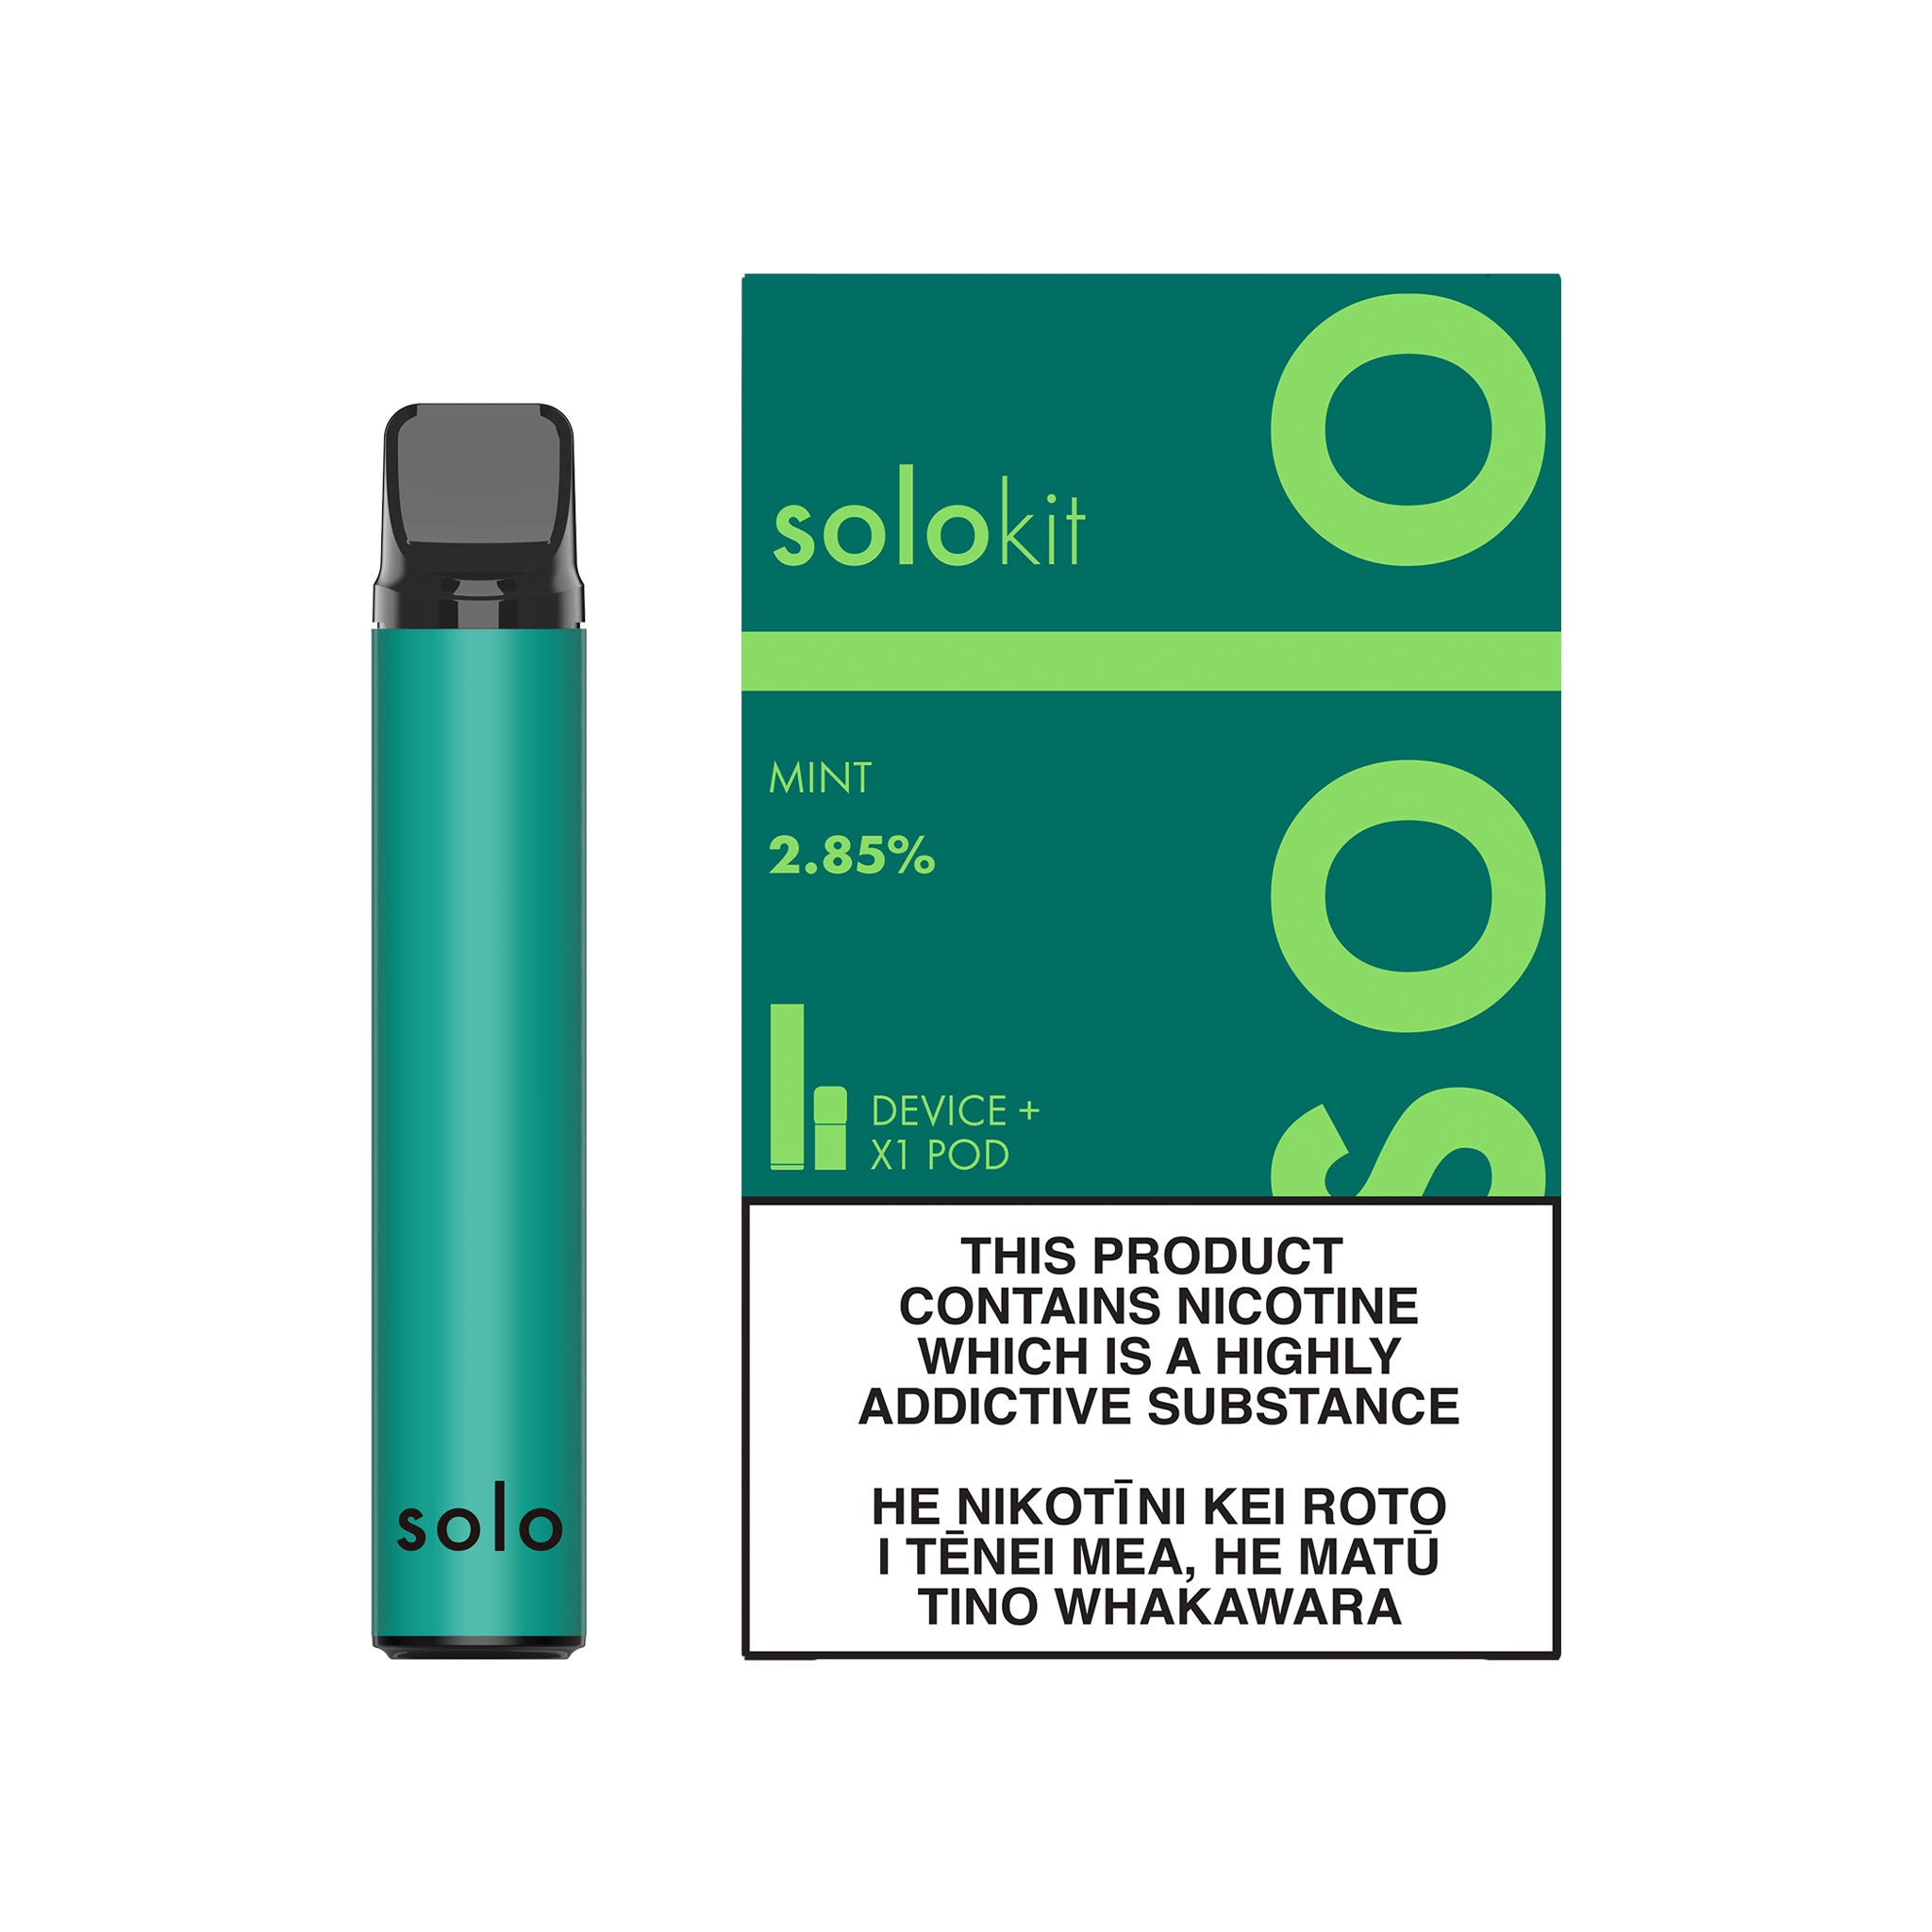 solo
solokit
MINT
2.85%
DEVICE +
X1 POD
SOLO
THIS PRODUCT
CONTAINS NICOTINE
WHICH IS A HIGHLY
ADDICTIVE SUBSTANCE
HE NIKOTĪNI KEI ROTO
I TĒNEI MEA, HE MATŪ
TINO WHAKAWARA